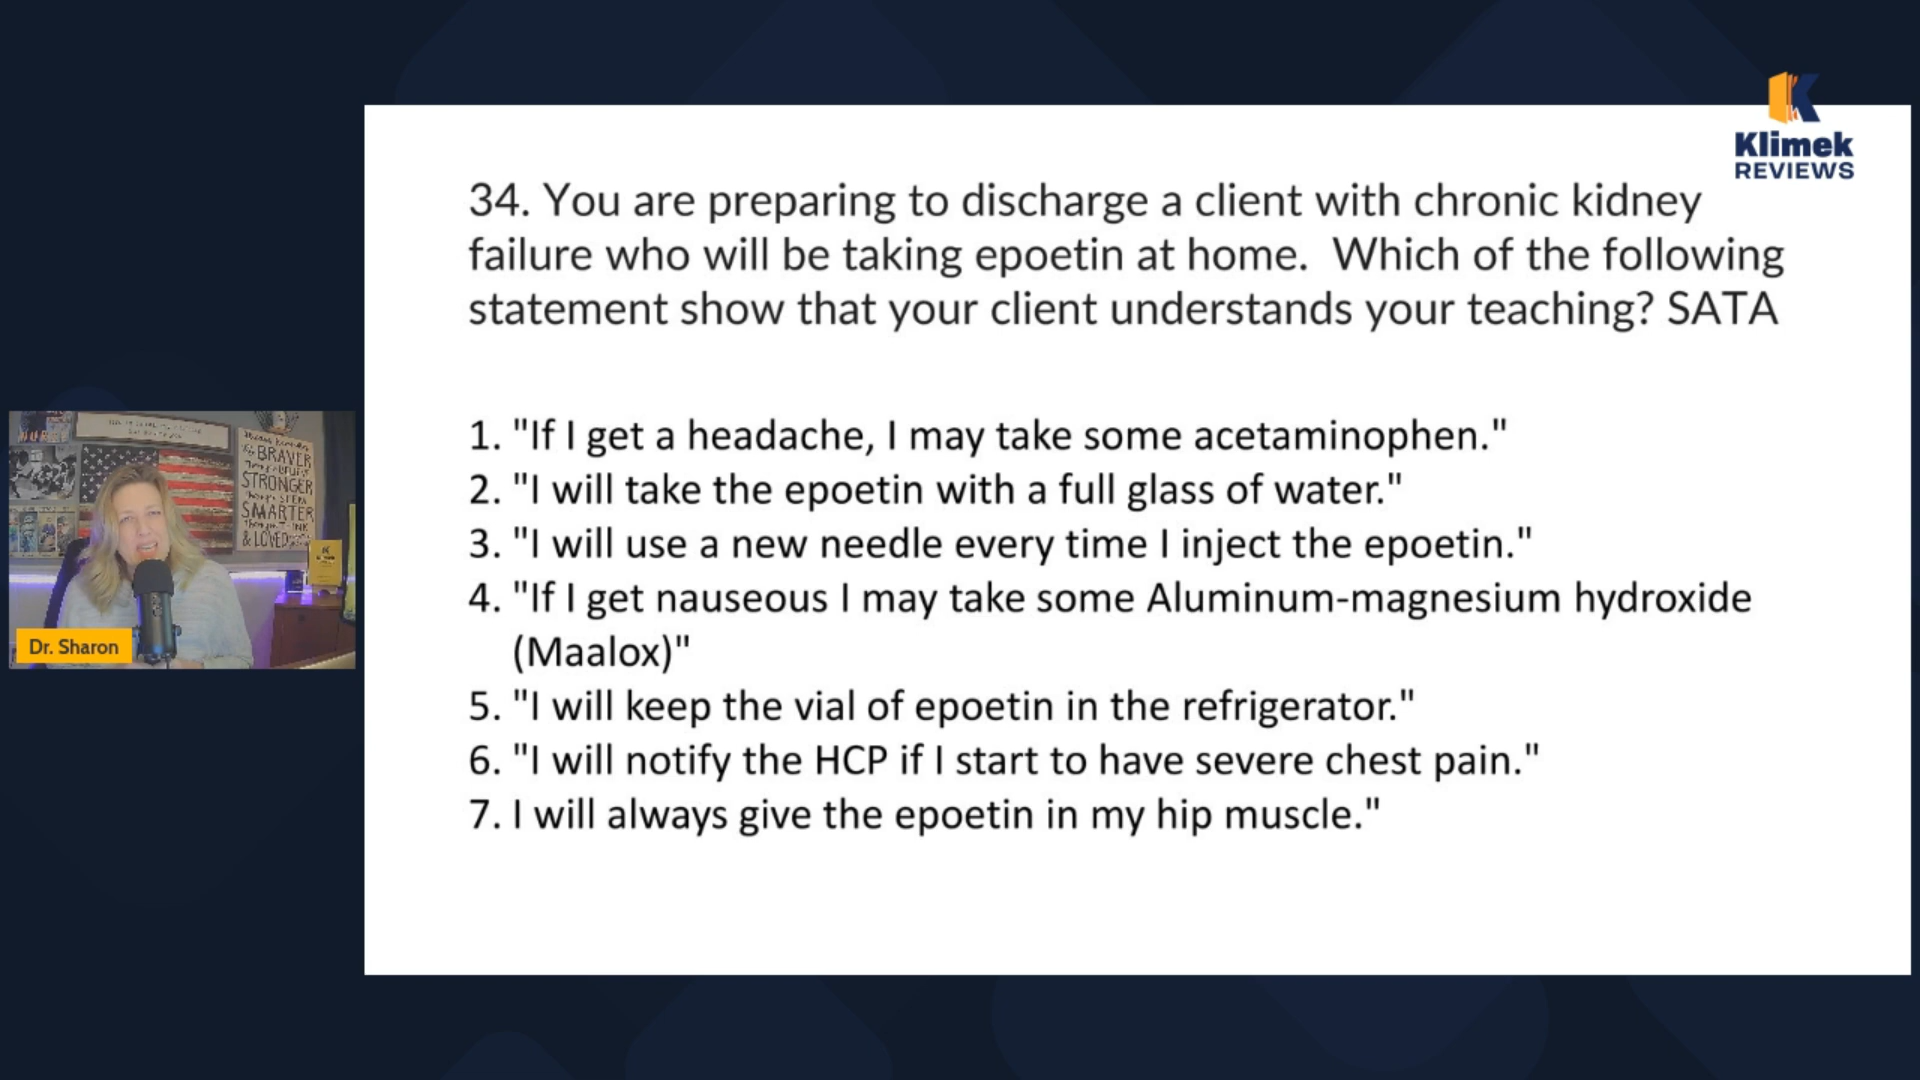 Klimek
REVIEWS
34. You are preparing to discharge a client with chronic kidney
failure who will be taking epoetin at home.  Which of the following
statement show that your client understands your teaching? SATA
1. "If I get a headache, I may take some acetaminophen."
2. "I will take the epoetin with a full glass of water."
3. "I will use a new needle every time I inject the epoetin."
4. "If I get nauseous I may take some Aluminum-magnesium hydroxide
(Maalox)"
5. "I will keep the vial of epoetin in the refrigerator."
6. "I will notify the HCP if I start to have severe chest pain."
7. I will always give the epoetin in my hip muscle."
BRAVER
STRONGER
SMARTER
& LOVED
Dr. Sharon